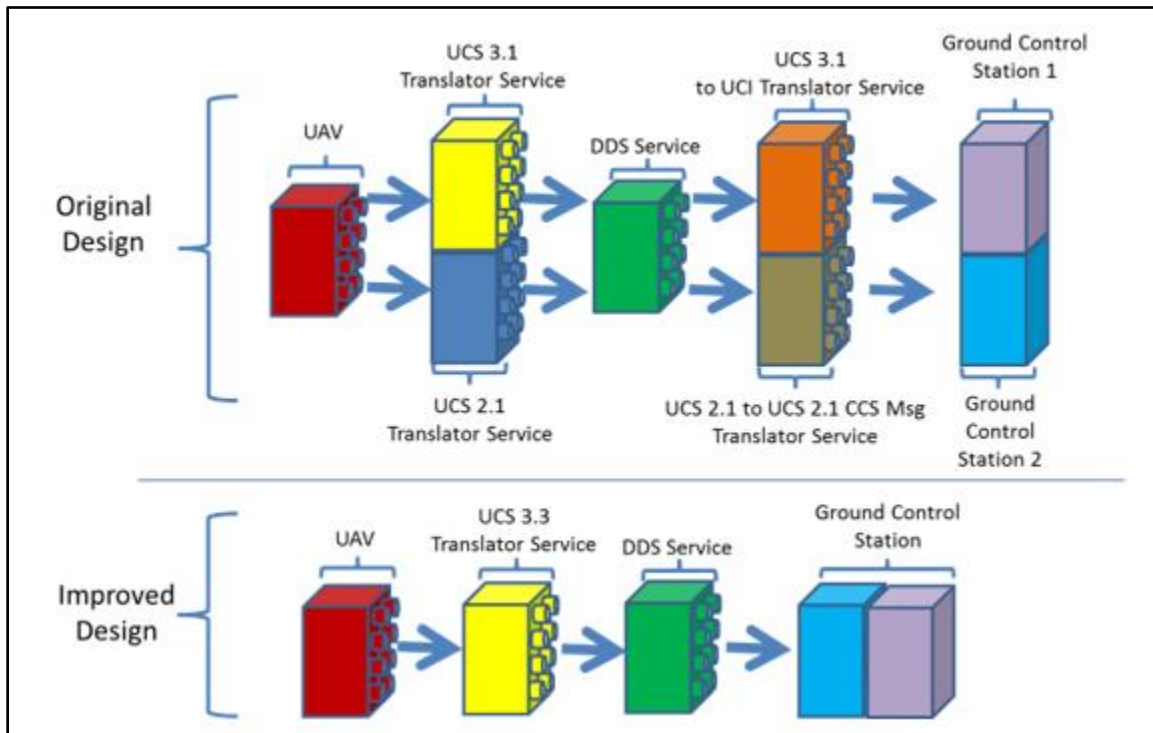 Original
Design
UAV
UCS 3.1
Translator Service
UCS 2.1
Translator Service
DDS Service
UCS 3.1
to UCI Translator Service
UCS 2.1 to UCS 2.1 CCS Msg
Translator Service
Ground Control
Station 1
Ground
Control
Station 2
Improved
Design
UAV
UCS 3.3
Translator Service
DDS Service
Ground Control
Station